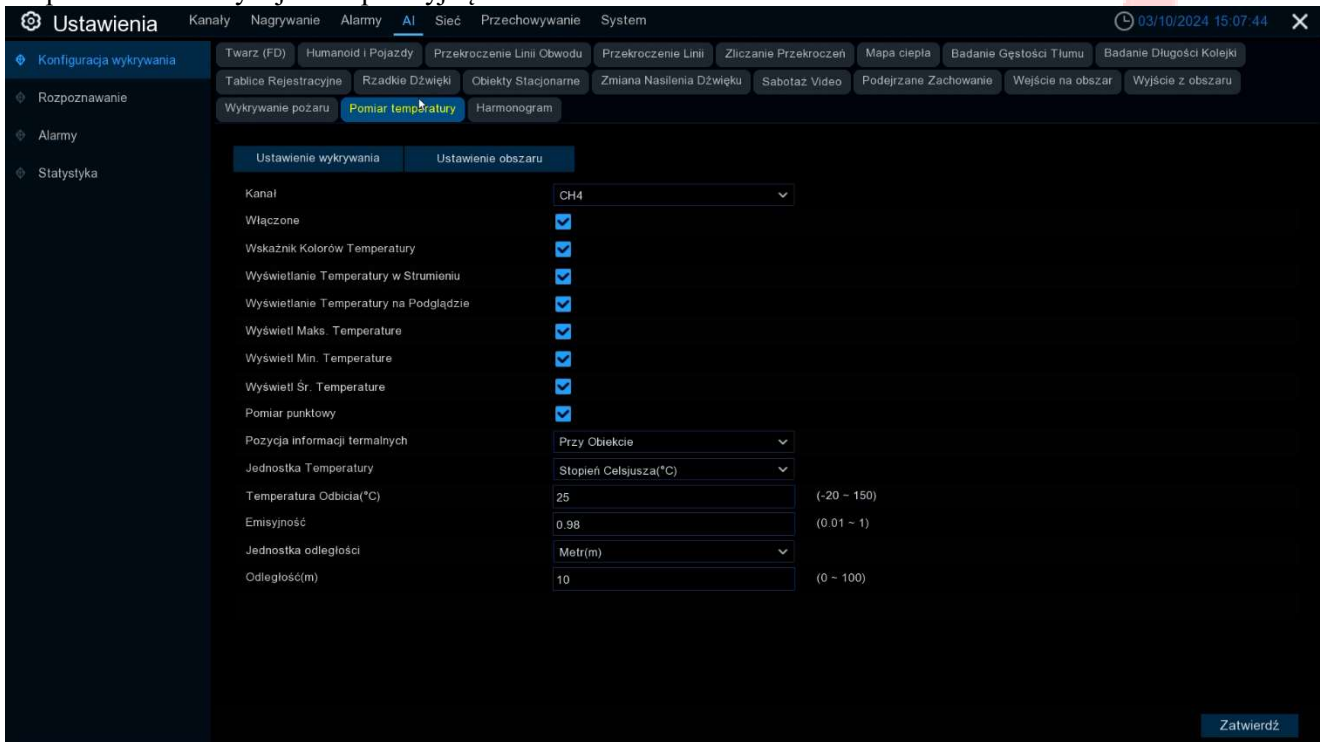 Ustawienia Kanały Nagrywanie Alarmy AI Sieć Przechowywanie System 03/10/2024 15:07:44
Konfiguracja wykrywania
Rozpoznawanie
Alarmy
Statystyka
Twarz (FD) Humanoid i Pojazdy Przekroczenie Linii Obwodu Przekroczenie Linii Zliczanie Przekroczeń Mapa ciepła Badanie Gęstości Tłumu Badanie Długości Kolejki
Tablice Rejestracyjne Rzadkie Dźwięki Obiekty Stacjonarne Zmiana Nasilenia Dźwięku Sabotaż Video Podejrzane Zachowanie Wejście na obszar Wyjście z obszaru
Wykrywanie pożaru Pomiar temperatury Harmonogram
Ustawienie wykrywania Ustawienie obszaru
Kanał CH4
Włączone
Wskaźnik Kolorów Temperatury
Wyświetlanie Temperatury w Strumieniu
Wyświetlanie Temperatury na Podglądzie
Wyświetl Maks. Temperature
Wyświetl Min. Temperature
Wyświetl Śr. Temperature
Pomiar punktowy
Pozycja informacji termalnych Przy Obiekcie
Jednostka Temperatury Stopień Celsjusza(°C)
Temperatura Odbicia(°C) 25 (-20 ~ 150)
Emisyjność 0.98 (0.01 ~ 1)
Jednostka odległości Metr(m)
Odległość(m) 10 (0 ~ 100)
Zatwierdź